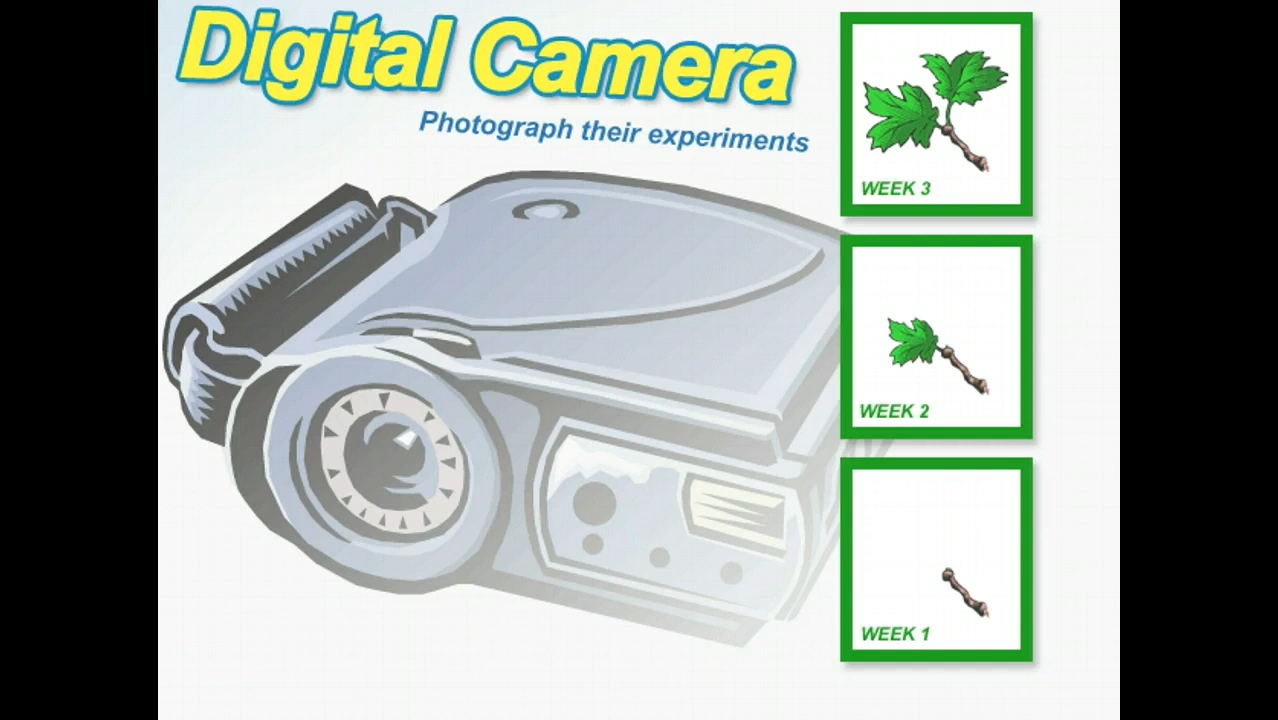 Digital Camera
Photograph their experiments
WEEK 3
WEEK 2
WEEK 1